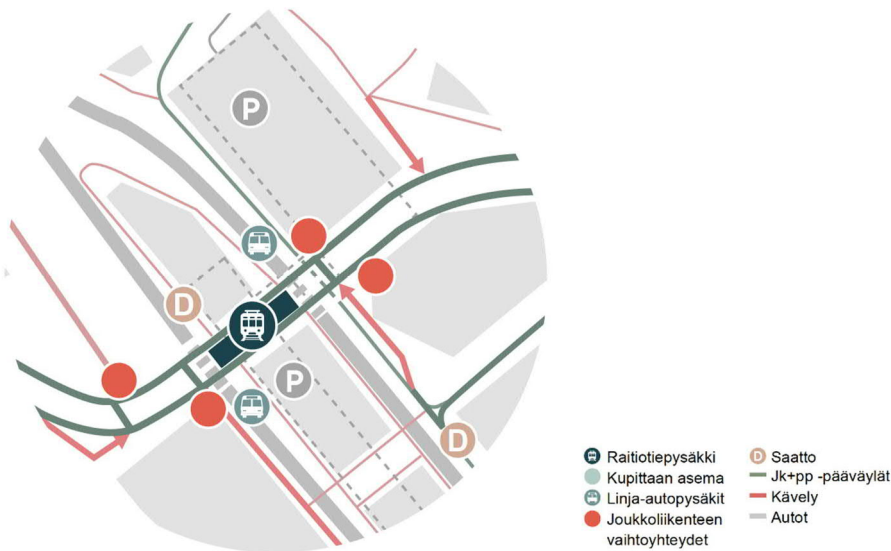 P
D
P
D
Raitiotiepysäkki
Kupittaan asema
Linja-autopysäkit
Joukkoliikenteen
vaihtoyhteydet
D Saatto
Jk+pp -pääväylät
Kävely
Autot